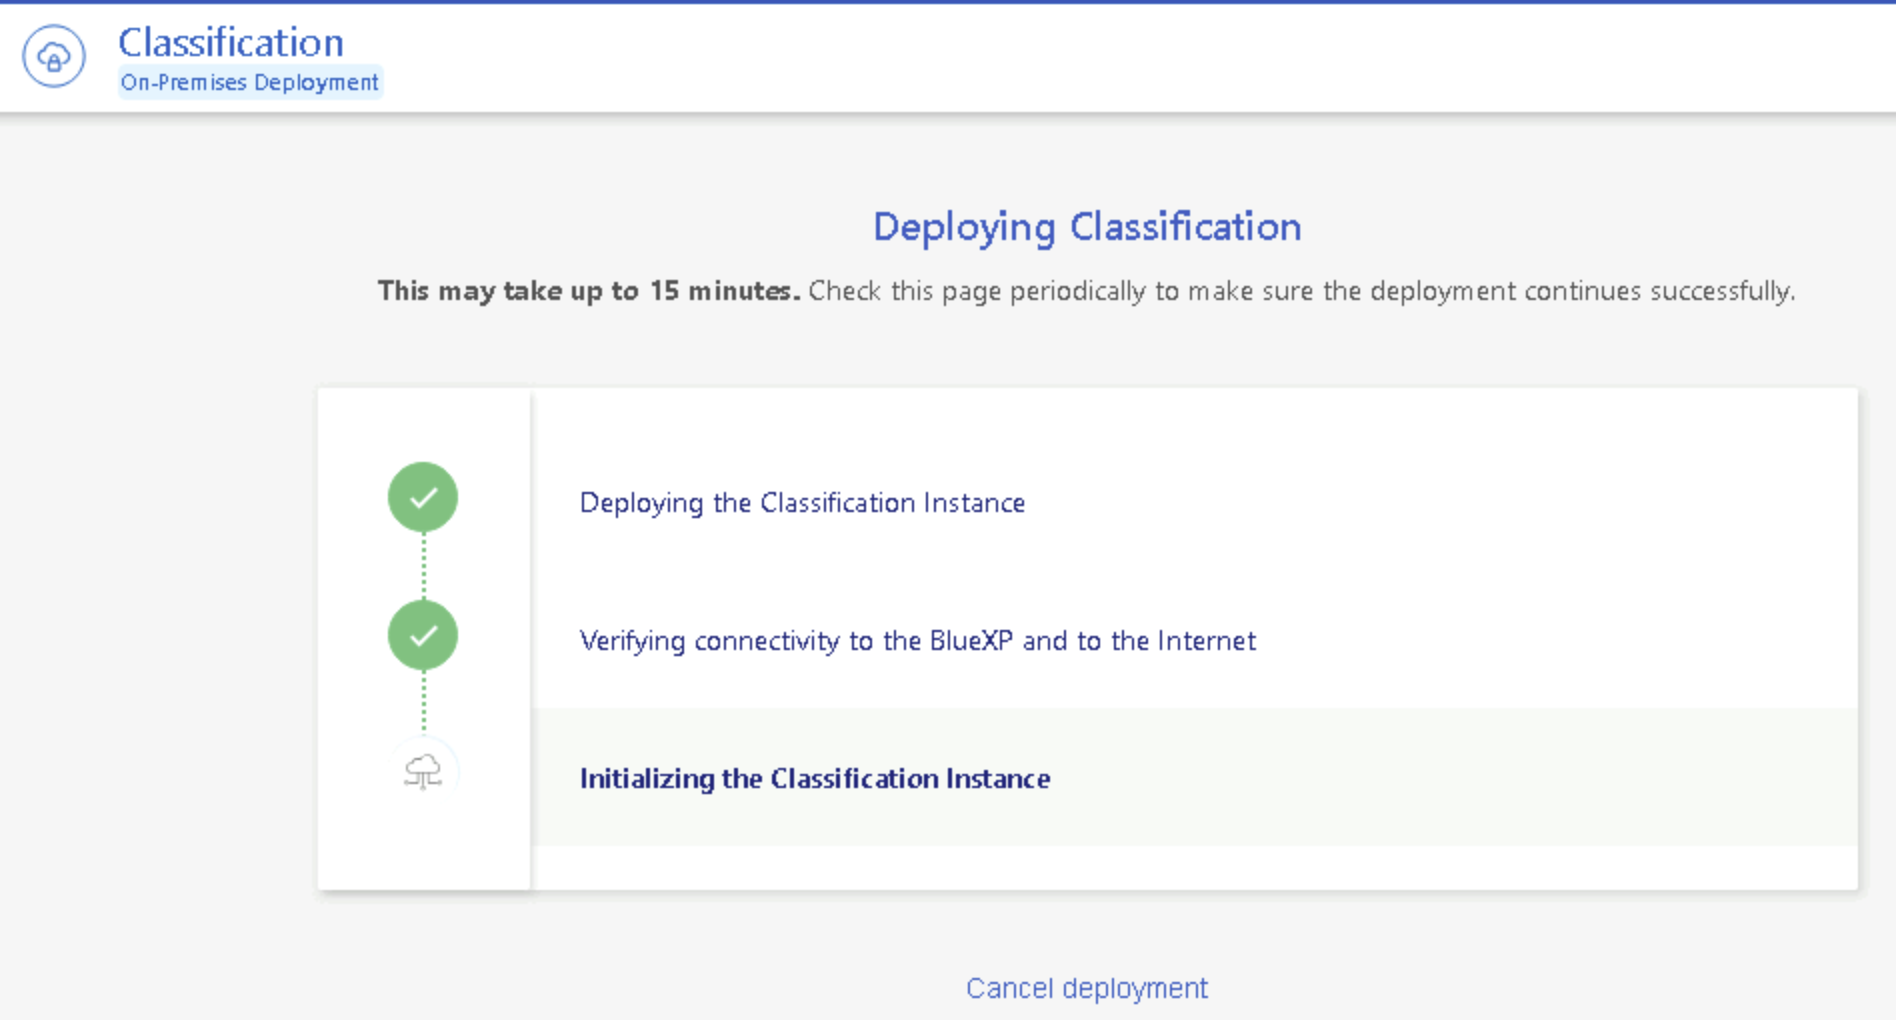 Classification
On-Premises Deployment
Deploying Classification
This may take up to 15 minutes. Check this page periodically to make sure the deployment continues successfully.
Deploying the Classification Instance
Verifying connectivity to the BlueXP and to the Internet
Initializing the Classification Instance
Cancel deployment